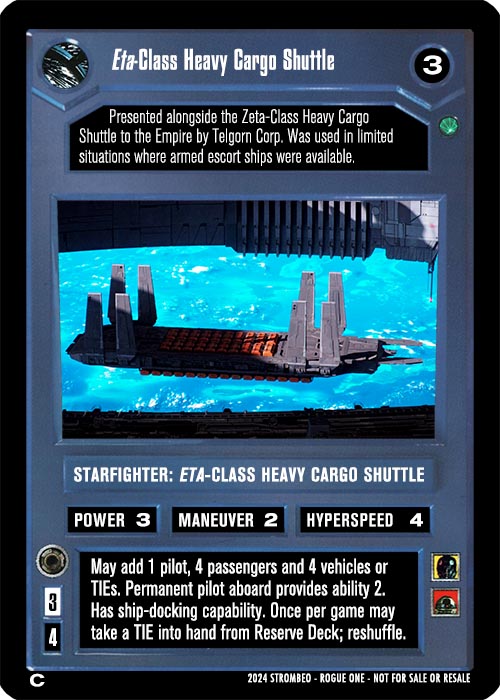 Eta-Class Heavy Cargo Shuttle
3
Presented alongside the Zeta-Class Heavy Cargo
Shuttle to the Empire by Telgorn Corp. Was used in limited
situations where armed escort ships were available.
STARFIGHTER: ETA-CLASS HEAVY CARGO SHUTTLE
POWER 3 MANEUVER 2 HYPERSPEED 4
May add 1 pilot, 4 passengers and 4 vehicles or
TIEs. Permanent pilot aboard provides ability 2.
Has ship-docking capability. Once per game may
take a TIE into hand from Reserve Deck; reshuffle.
3
4
C
2024 STROMBEO - ROGUE ONE - NOT FOR SALE OR RESALE